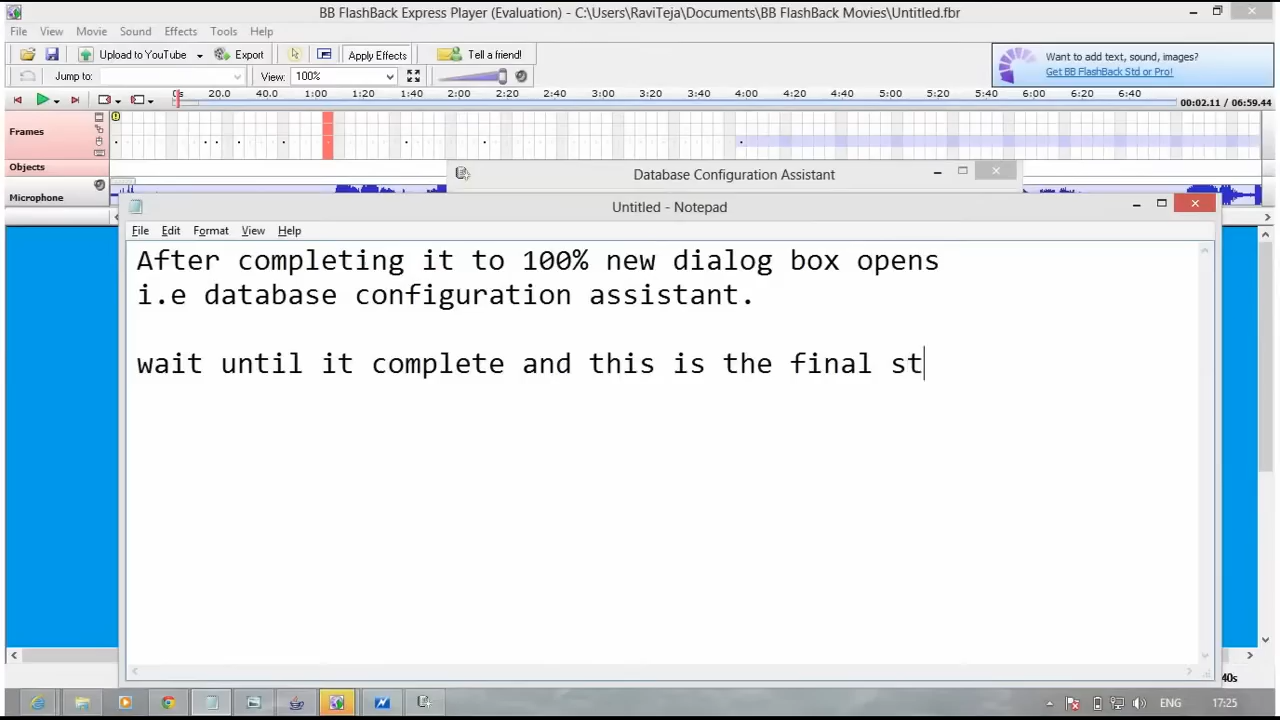 BB FlashBack Express Player (Evaluation) - C:\Users\RaviTeja\Documents\BB FlashBack Movies\Untitled.fbr
File View Movie Sound Effects Tools Help
Upload to YouTube Export Apply Effects Tell a friend!
Want to add text, sound, images?
Get BB FlashBack Std or Pro!
Jump to: View: 100%
0s 20.0 40.0 1:00 1:20 1:40 2:00 2:20 2:40 3:00 3:20 3:40 4:00 4:20 4:40 5:00 5:20 5:40 6:00 6:20 6:40
00:02.11 / 06:59.44
Frames
Objects
Microphone
Database Configuration Assistant
Untitled - Notepad
File Edit Format View Help
After completing it to 100% new dialog box opens
i.e database configuration assistant.
wait until it complete and this is the final st
40s
ENG 17:25